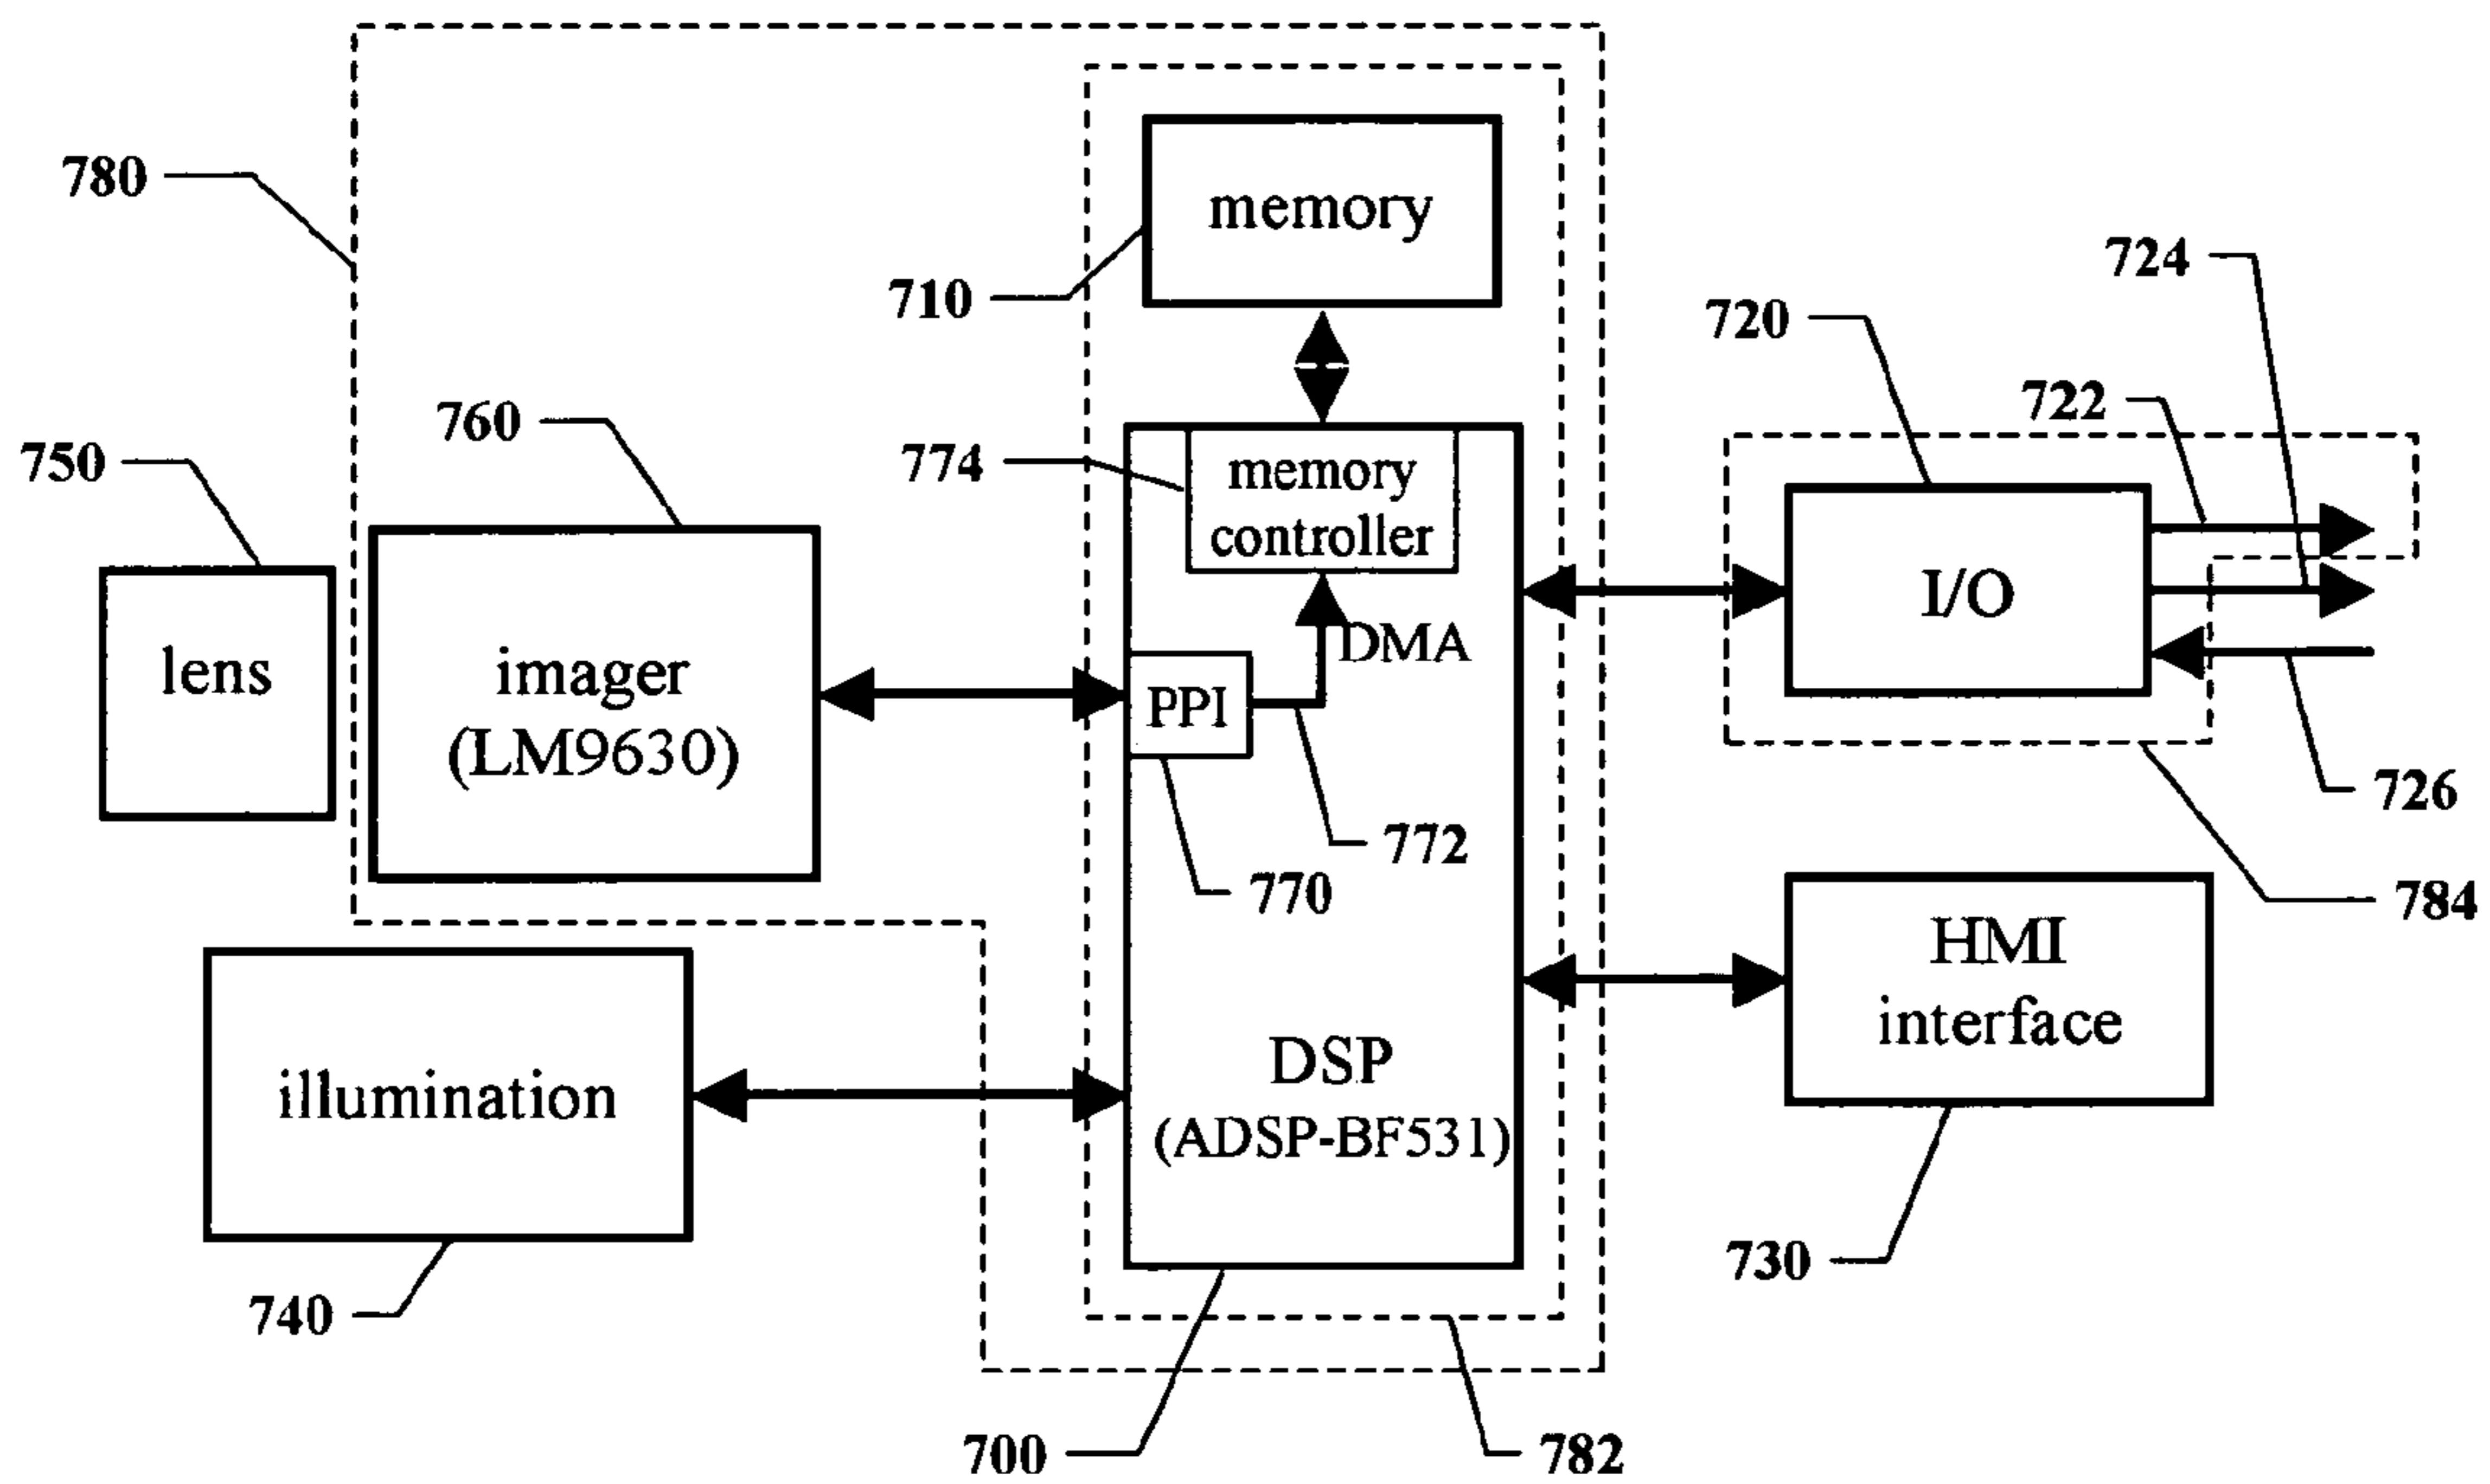 780
memory
710
724
720
722
760
750
774
memory
controller
I/O
DMA
lens
imager
(LM9630)
PPI
726
772
770
784
HMI
interface
DSP
(ADSP-BF531)
illumination
730
740
700
782